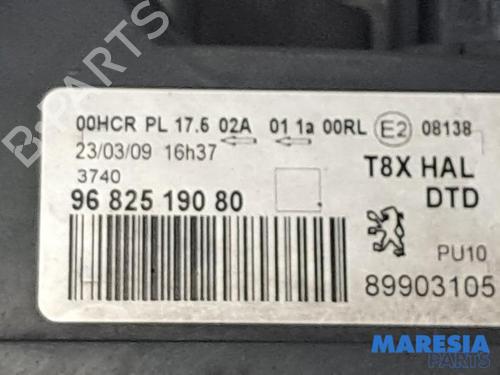 00HCR PL 17.6 02A 01 1a 00RL E2 08138
23/03/09 16h37
3740
T8X HAL
96 825 190 80
DTD
PU10
89903105
B-PARTS
MARESIA
PARTS